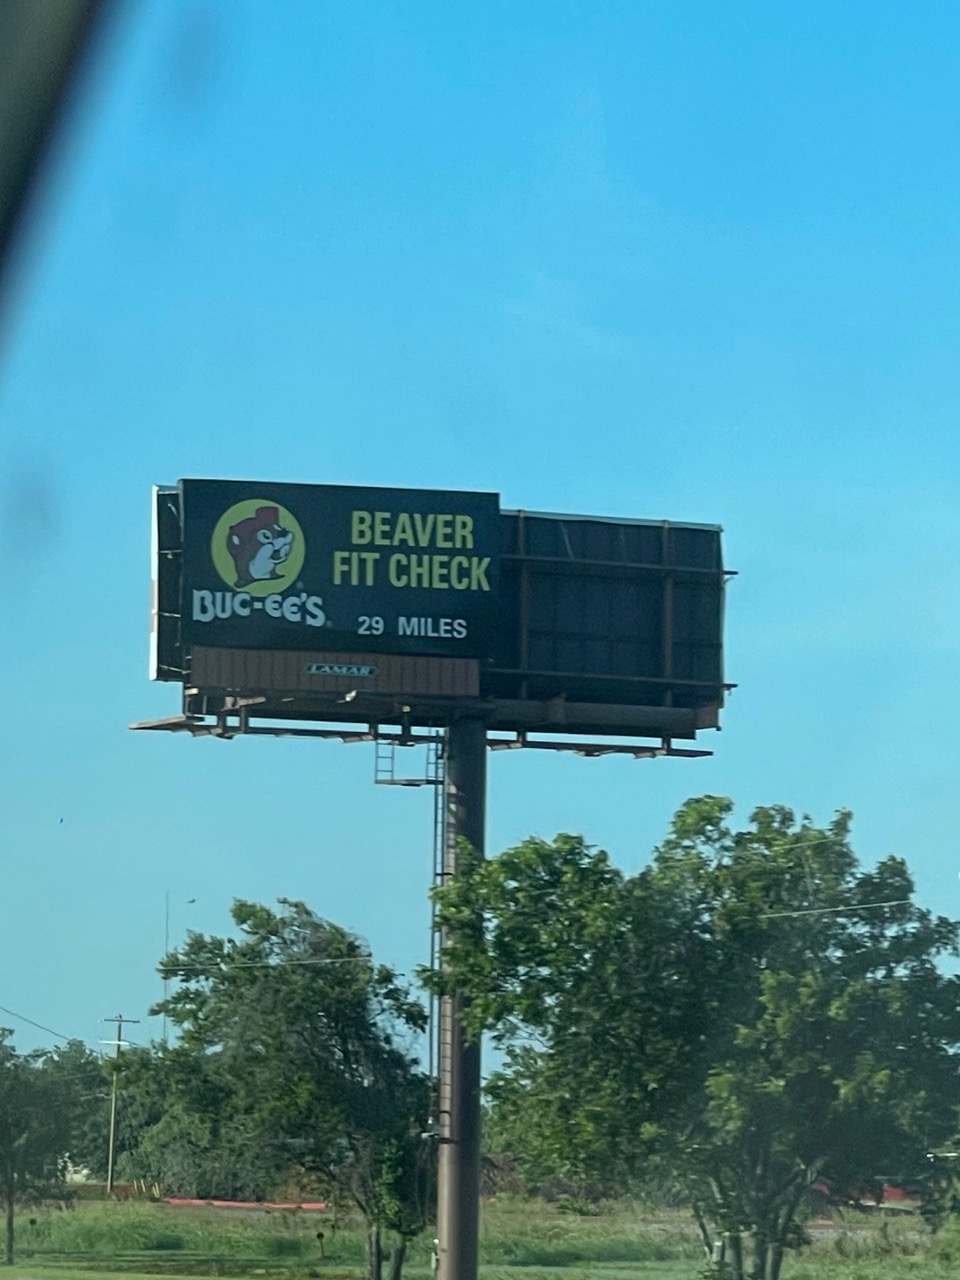 BEAVER
FIT CHECK
BUC-EE'S
29 MILES
LAMAR